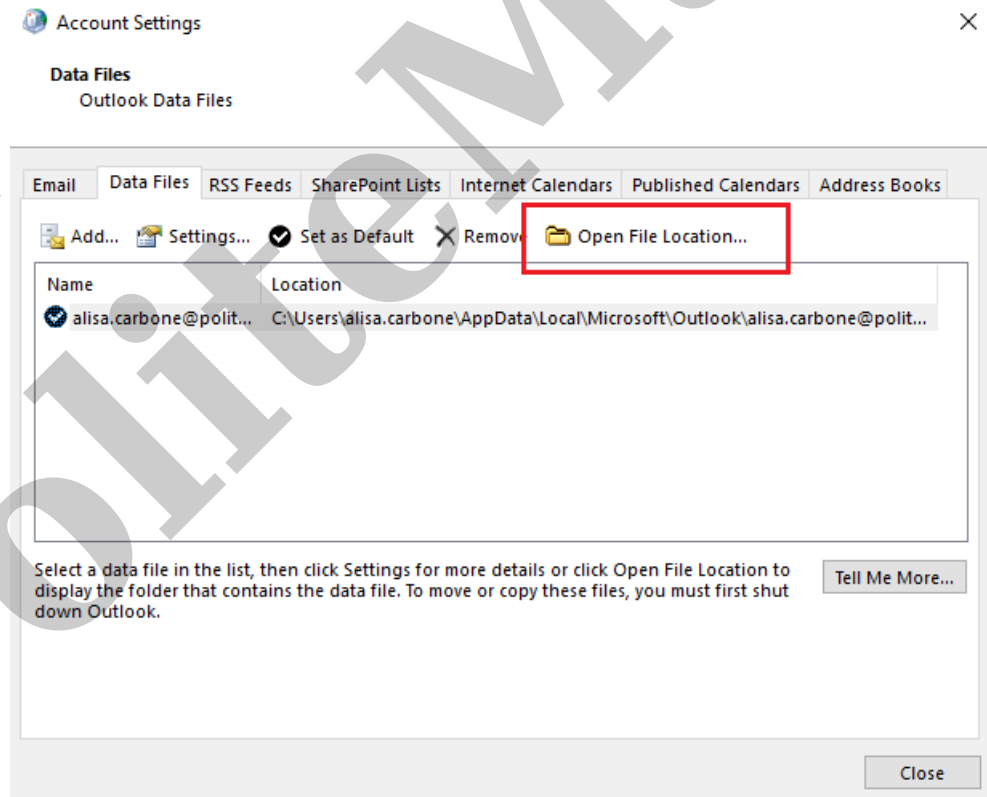 Account Settings
Data Files
Outlook Data Files
Email Data Files RSS Feeds SharePoint Lists Internet Calendars Published Calendars Address Books
Add... Settings... Set as Default Remove Open File Location...
Name Location
alisa.carbone@polit... C:\Users\alisa.carbone\AppData\Local\Microsoft\Outlook\alisa.carbone@polit...
Select a data file in the list, then click Settings for more details or click Open File Location to
display the folder that contains the data file. To move or copy these files, you must first shut
down Outlook.
Tell Me More...
Close
oliteM